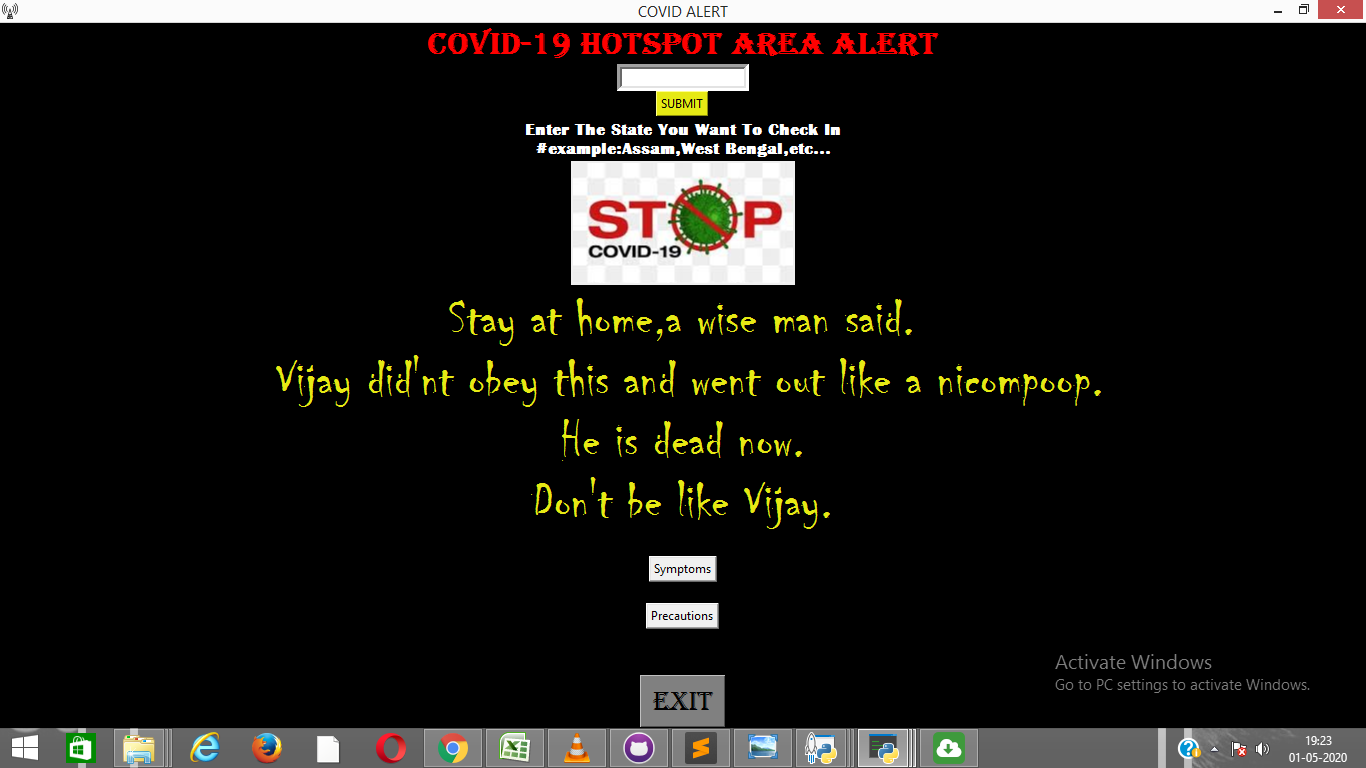 COVID ALERT
COVID-19 HOTSPOT AREA ALERT
SUBMIT
Enter The State You Want To Check In
#example:Assam,West Bengal,etc...
STOP
COVID-19
Stay at home,a wise man said.
Vijay did'nt obey this and went out like a nicompoop.
He is dead now.
Don't be like Vijay.
Symptoms
Precautions
Activate Windows
Go to PC settings to activate Windows.
EXIT
19:23
01-05-2020